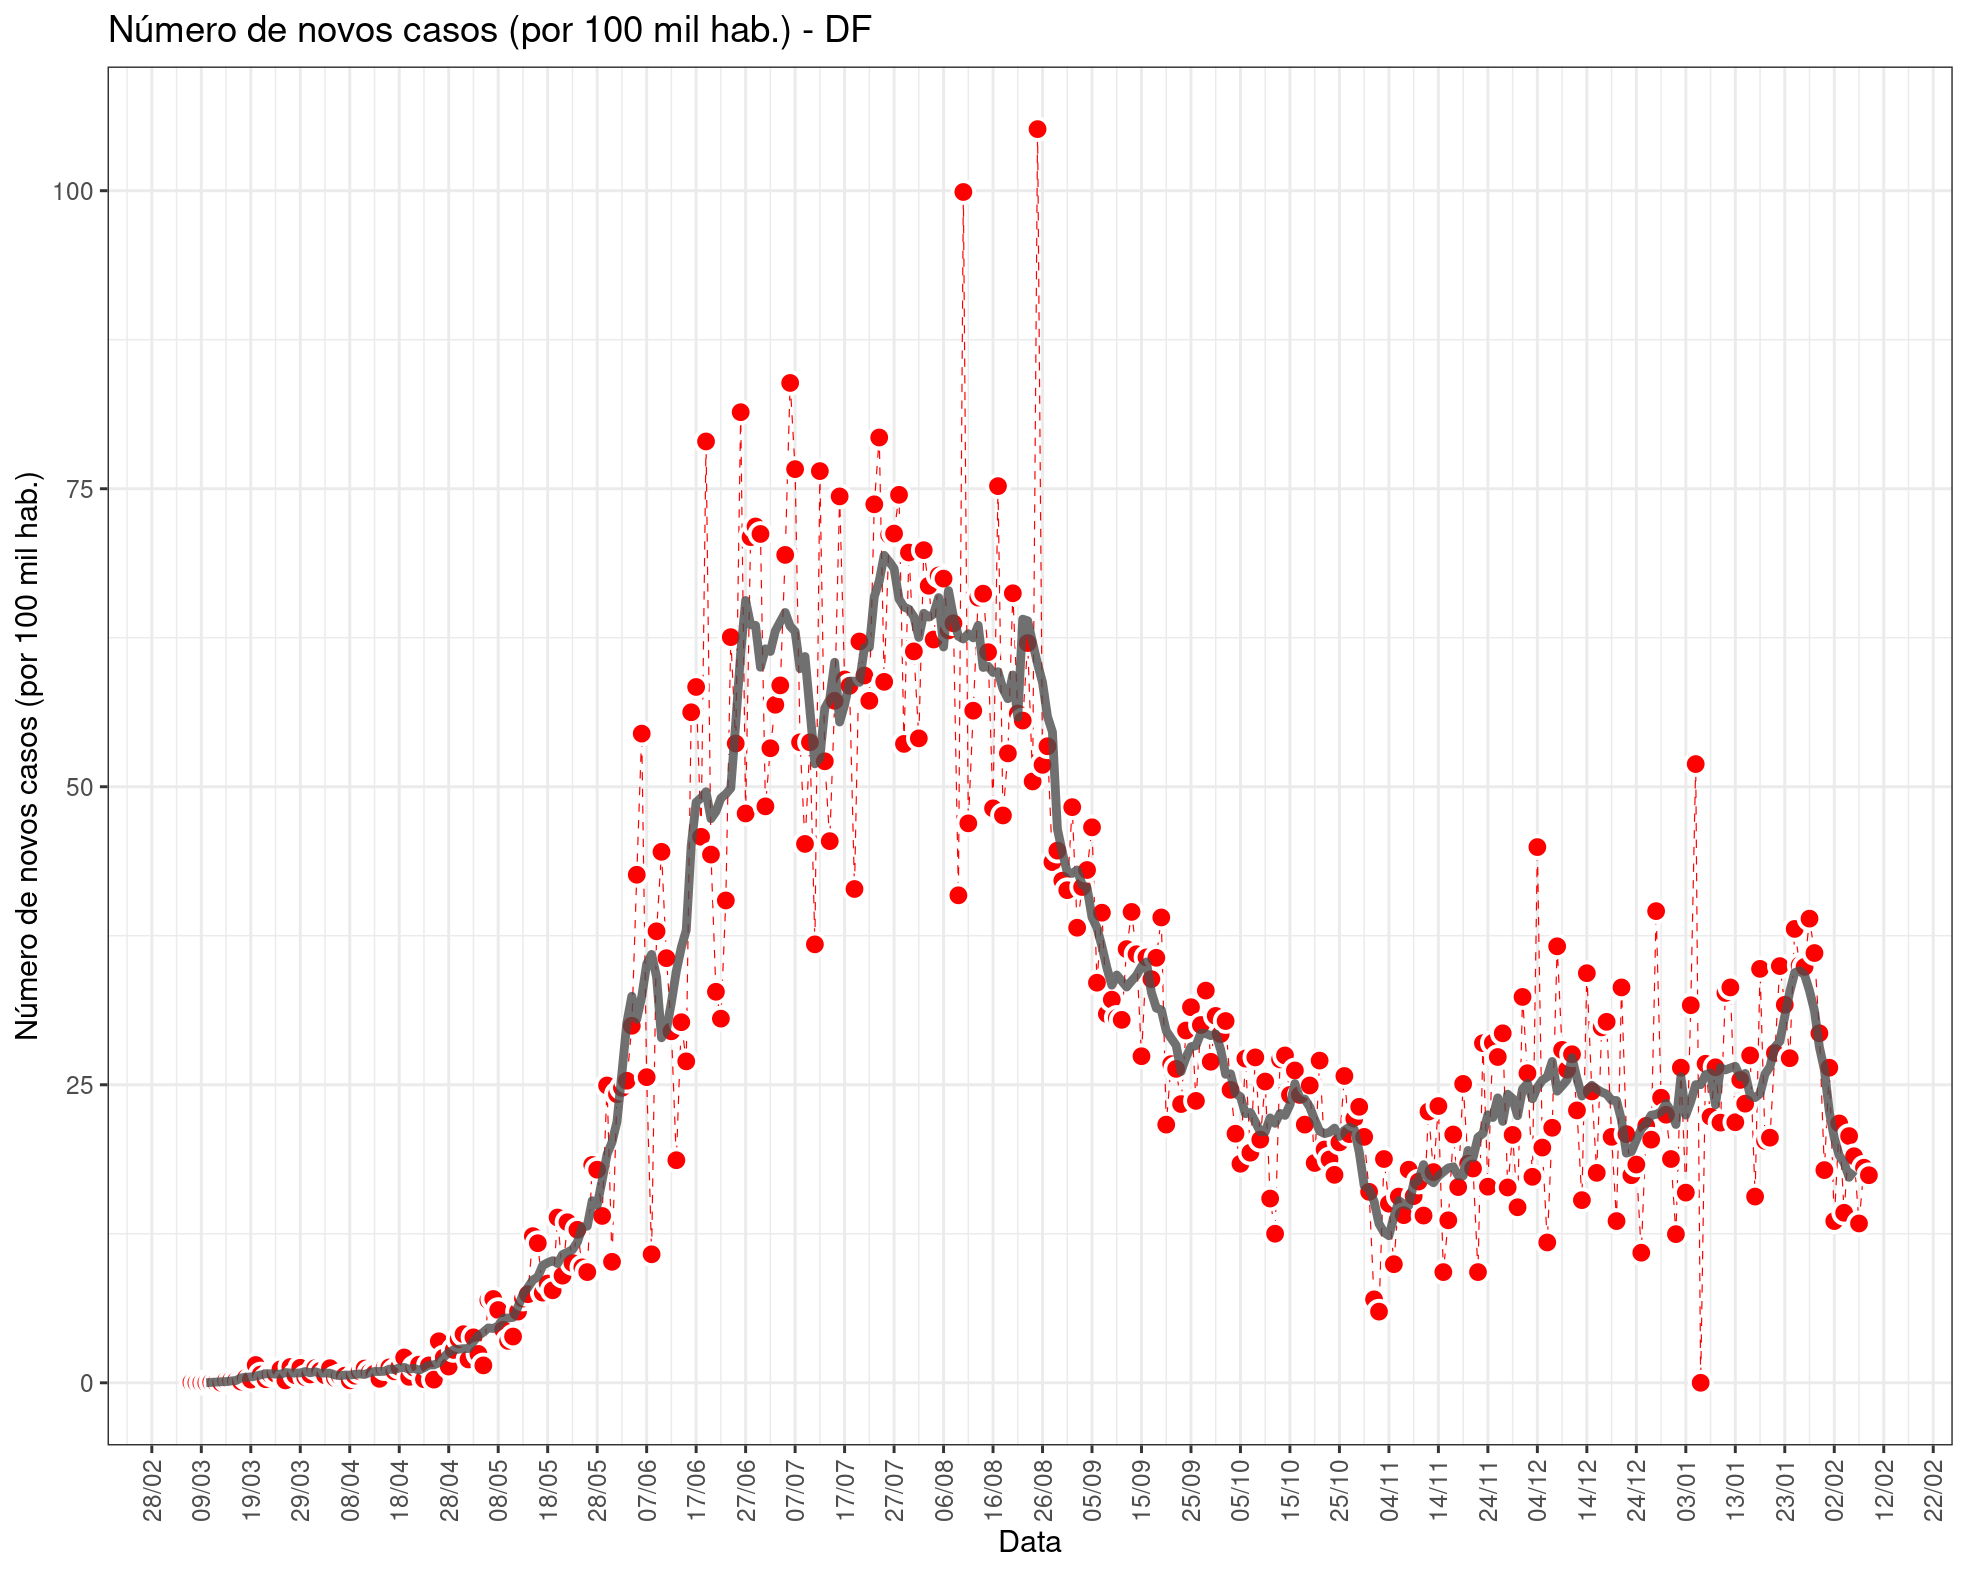 Número de novos casos (por 100 mil hab.) - DF
Número de novos casos (por 100 mil hab.)
100
75
50
25
0
28/02 09/03 19/03 29/03 08/04 18/04 28/04 08/05 18/05 28/05 07/06 17/06 27/06 07/07 17/07 27/07 06/08 16/08 26/08 05/09 15/09 25/09 05/10 15/10 25/10 04/11 14/11 24/11 04/12 14/12 24/12 03/01 13/01 23/01 02/02 12/02 22/02
Data